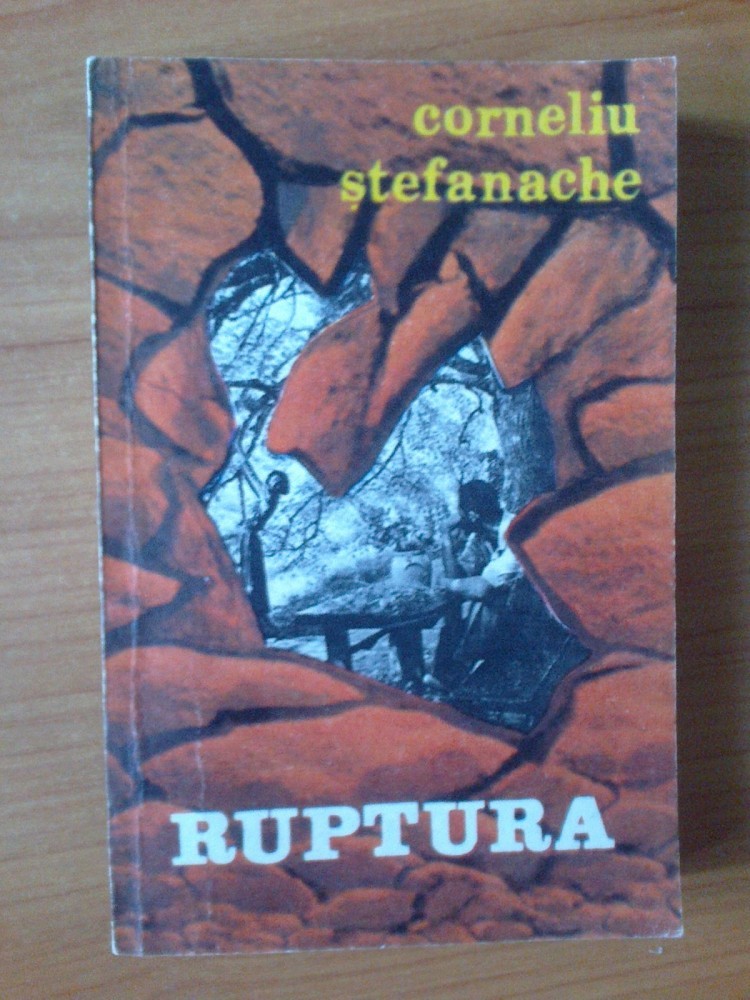 corneliu
ștefanache
RUPTURA